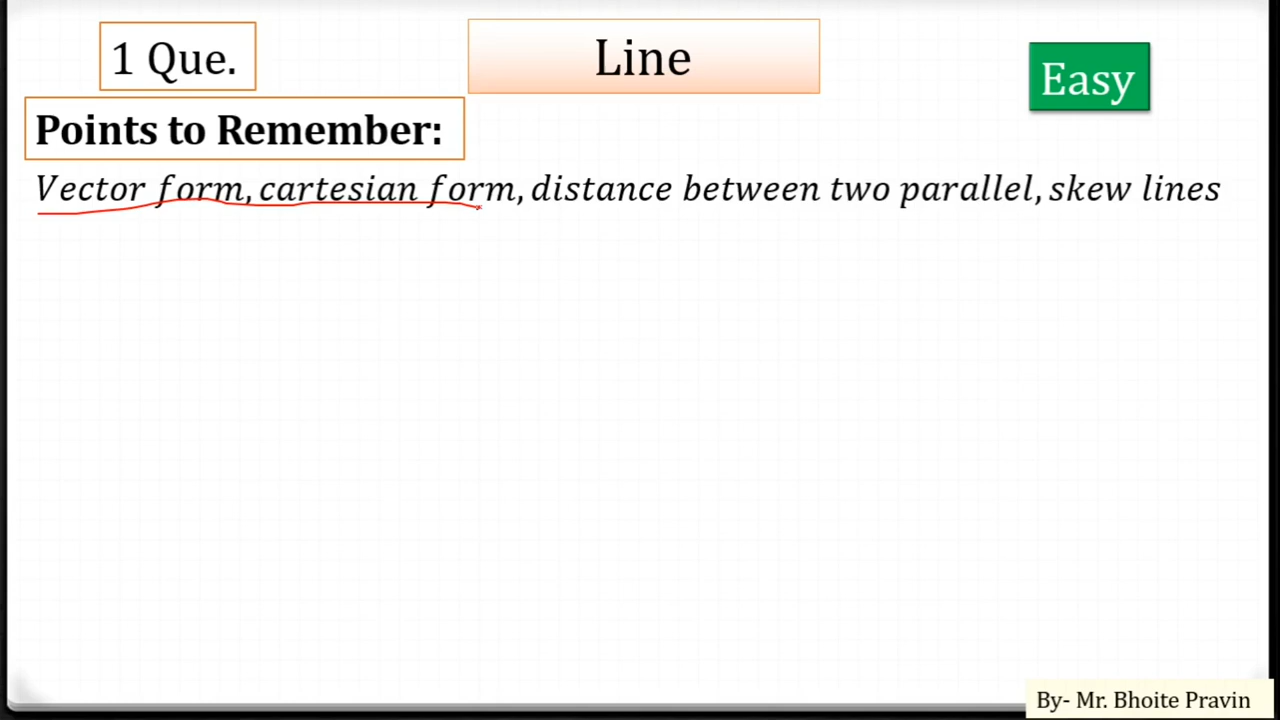 1 Que.
Line
Easy
Points to Remember:
Vector form, cartesian form, distance between two parallel, skew lines
By- Mr. Bhoite Pravin